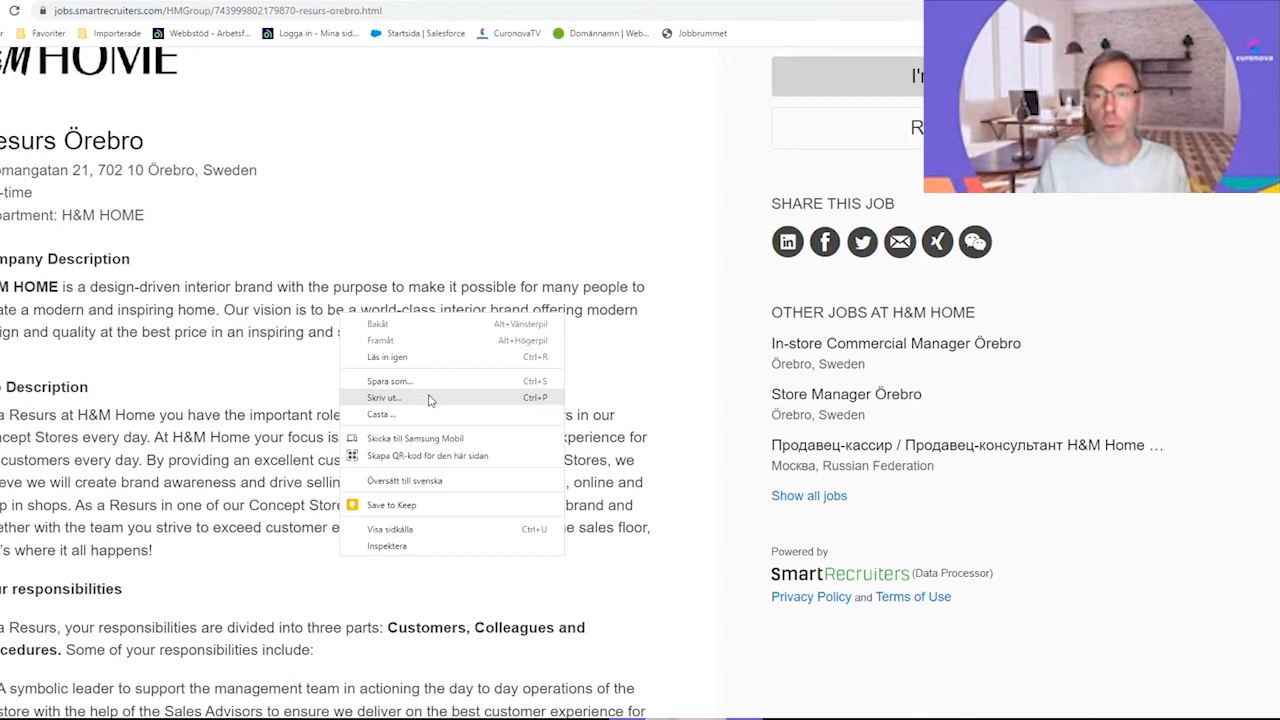 jobs.smartrecruiters.com/HMGroup/743999802179870-resurs-orebro.html
Favoriter Importerade Webbstöd - Arbetsf... Logga in - Mina sid... Startsida | Salesforce CuronovaTV Domännamn | Web... Jobbrummet
HOME
esurs Örebro
omangatan 21, 702 10 Örebro, Sweden
-time
partment: H&M HOME
mpany Description
M HOME is a design-driven interior brand with the purpose to make it possible for many people to
ate a modern and inspiring home. Our vision is to be a world-class interior brand offering modern
ign and quality at the best price in an inspiring and s
Description
a Resurs at H&M Home you have the important role rs in our
cept Stores every day. At H&M Home your focus is xperience for
customers every day. By providing an excellent cus Stores, we
eve we will create brand awareness and drive sellin , online and
p in shops. As a Resurs in one of our Concept Store brand and
ether with the team you strive to exceed customer e e sales floor,
t's where it all happens!
r responsibilities
a Resurs, your responsibilities are divided into three parts: Customers, Colleagues and
cedures. Some of your responsibilities include:
A symbolic leader to support the management team in actioning the day to day operations of the
store with the help of the Sales Advisors to ensure we deliver on the best customer experience for
Bakåt Alt+Vänsterpil
Framåt Alt+Högerpil
Läs in igen Ctrl+R
Spara som... Ctrl+S
Skriv ut... Ctrl+P
Casta ...
Skicka till Samsung Mobil
Skapa QR-kod för den här sidan
Översätt till svenska
Save to Keep
Visa sidkälla Ctrl+U
Inspektera
I'm
R
curonova
SHARE THIS JOB
OTHER JOBS AT H&M HOME
In-store Commercial Manager Örebro
Örebro, Sweden
Store Manager Örebro
Örebro, Sweden
Продавец-кассир / Продавец-консультант H&M Home …
Москва, Russian Federation
Show all jobs
Powered by
SmartRecruiters (Data Processor)
Privacy Policy and Terms of Use